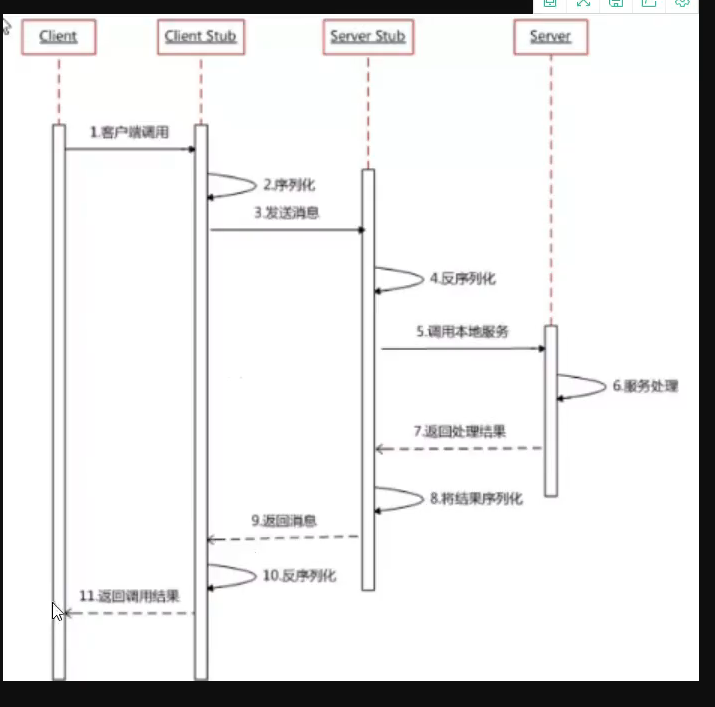 Client
Client Stub
Server Stub
Server
1.客户端调用
2.序列化
3.发送消息
4.反序列化
5.调用本地服务
6.服务处理
7.返回处理结果
8.将结果序列化
9.返回消息
10.反序列化
11.返回调用结果